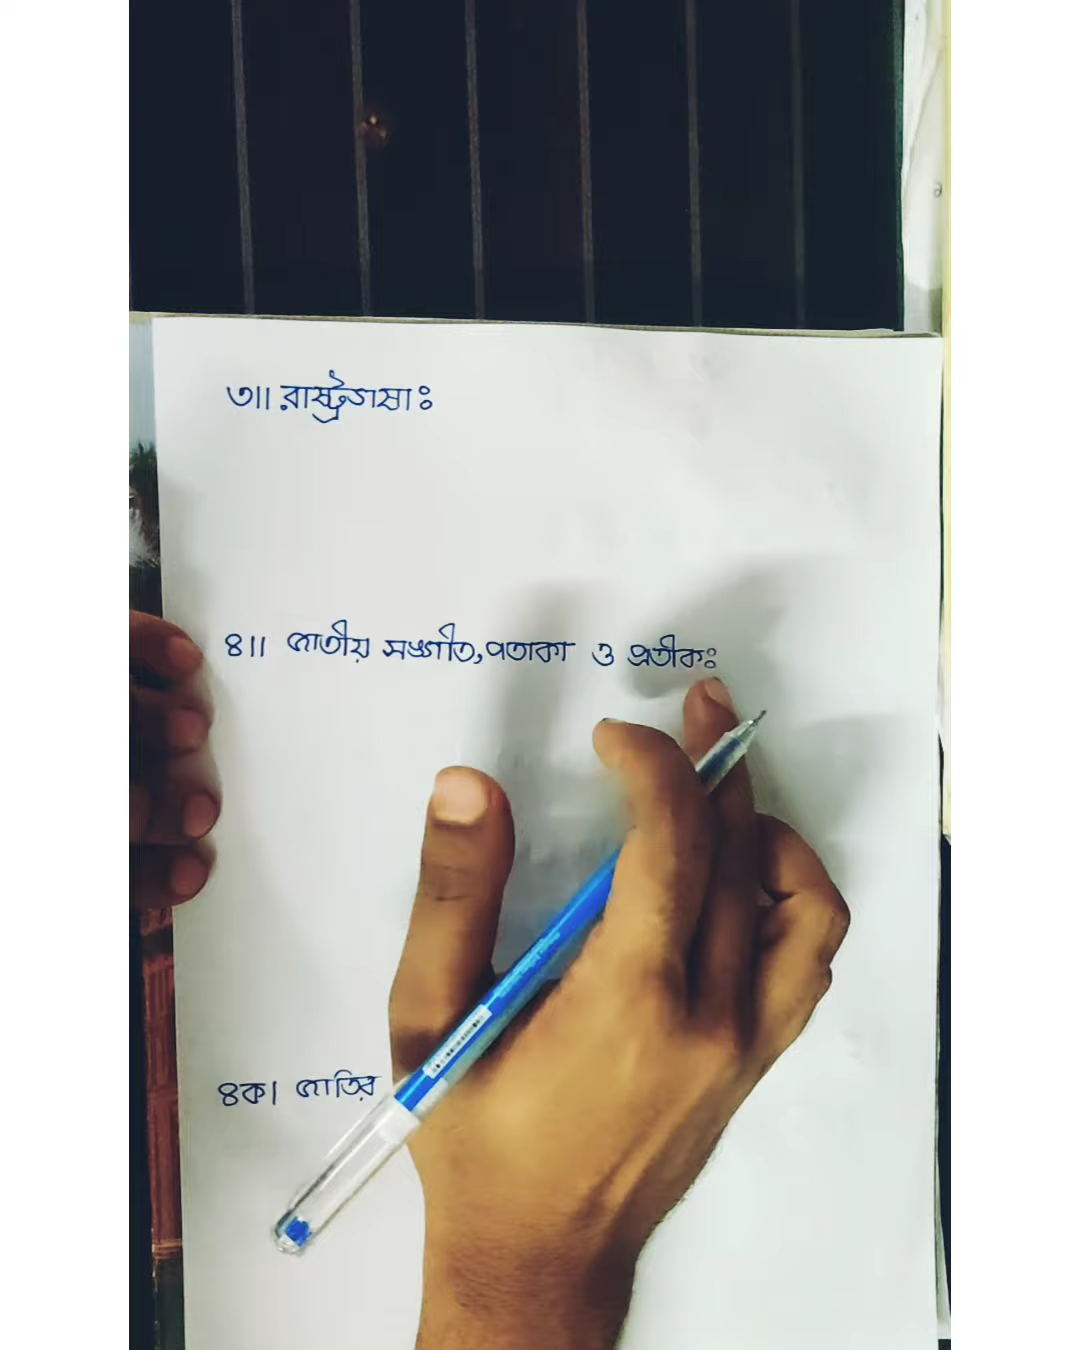 ৩॥ রাষ্ট্রভাষাঃ
৪॥ জাতীয় সঙ্গীত,পতাকা ও প্রতীকঃ
৪ক। জাতির